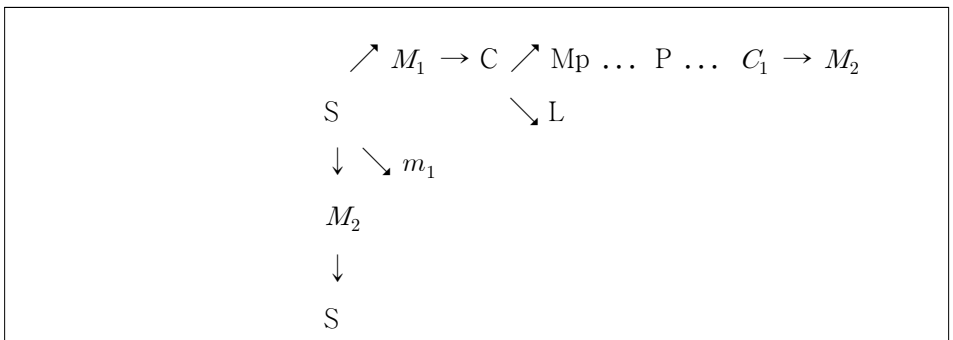 ↗ M₁ → C ↗ Mp … P … C₁ → M₂
S ↘ L
↓ ↘ m₁
M₂
↓
S